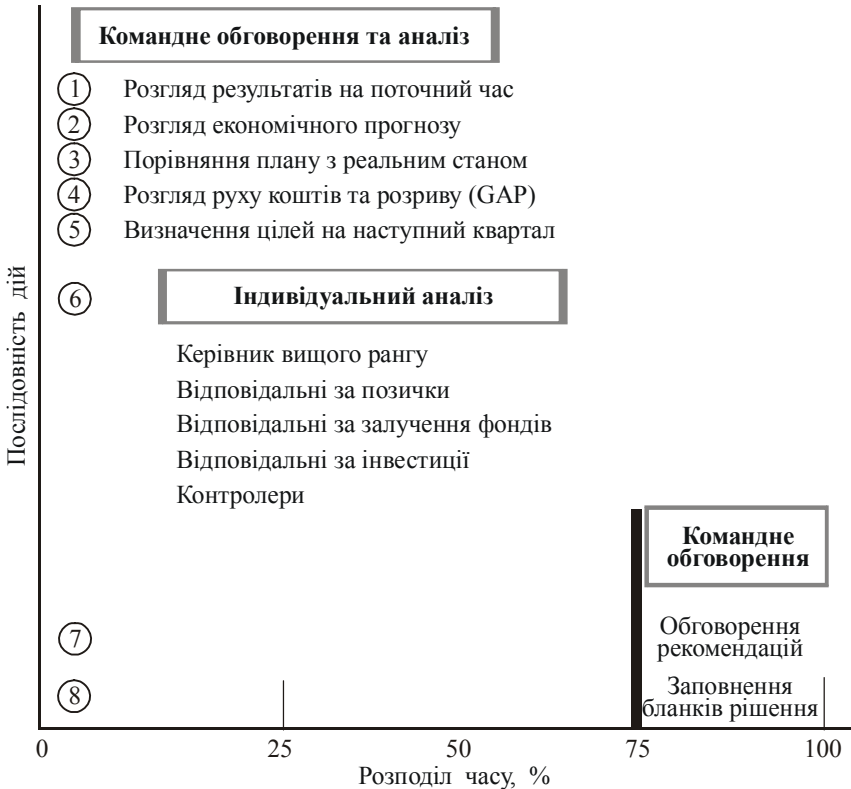 Командне обговорення та аналіз
1 Розгляд результатів на поточний час
2 Розгляд економічного прогнозу
3 Порівняння плану з реальним станом
4 Розгляд руху коштів та розриву (GAP)
5 Визначення цілей на наступний квартал
Послідовність дій
6 Індивідуальний аналіз
Керівник вищого рангу
Відповідальні за позички
Відповідальні за залучення фондів
Відповідальні за інвестиції
Контролери
Командне
обговорення
7 Обговорення
рекомендацій
8 Заповнення
бланків рішення
0 25 50 75 100
Розподіл часу, %